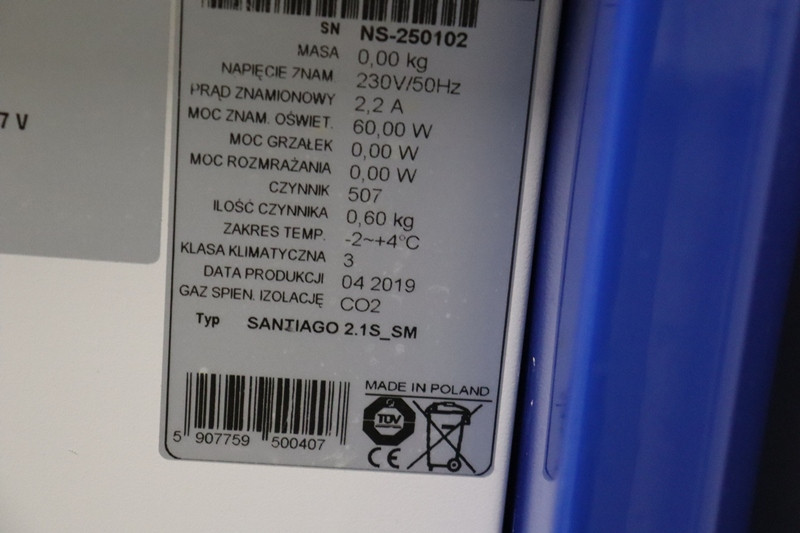 SN NS-250102
MASA 0,00 kg
NAPIĘCIE ZNAM. 230V/50Hz
PRĄD ZNAMIONOWY 2,2 A
MOC ZNAM. OŚWIET. 60,00 W
MOC GRZAŁEK 0,00 W
MOC ROZMRAŻANIA 0,00 W
CZYNNIK 507
ILOŚĆ CZYNNIKA 0,60 kg
ZAKRES TEMP. -2~+4°C
KLASA KLIMATYCZNA 3
DATA PRODUKCJI 04 2019
GAZ SPIEN. IZOLACJĘ CO2
Typ SANTIAGO 2.1S_SM
7 V
MADE IN POLAND
TÜV
CE
5 907759 500407